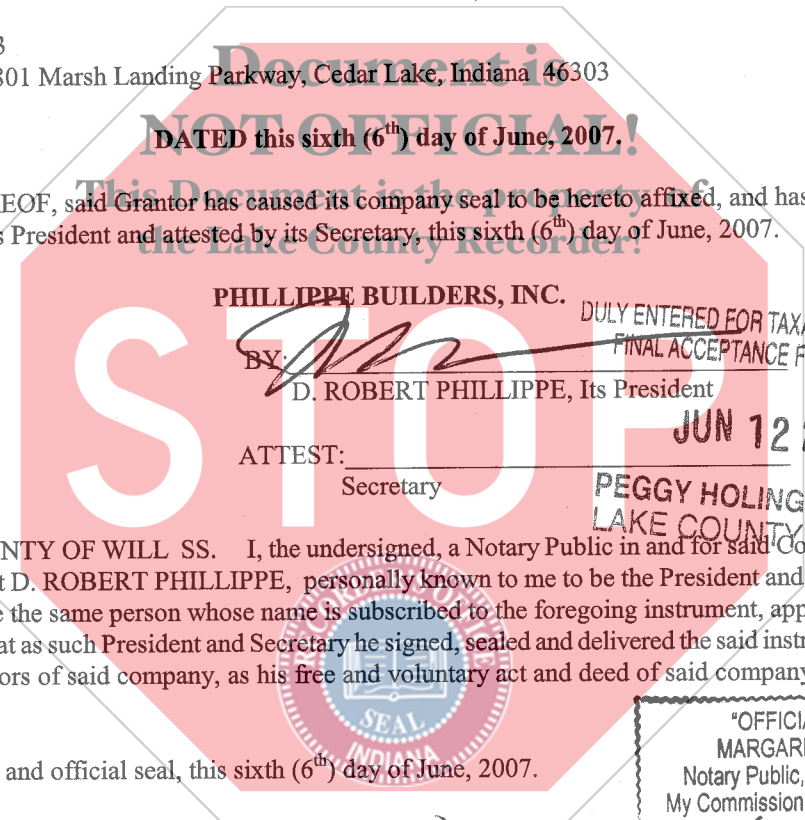 3
801 Marsh Landing Parkway, Cedar Lake, Indiana 46303
Document is
NOT OFFICIAL!
This Document is the property of
the Lake County Recorder!
STOP
DATED this sixth (6th) day of June, 2007.
EOF, said Grantor has caused its company seal to be hereto affixed, and has
s President and attested by its Secretary, this sixth (6th) day of June, 2007.
PHILLIPPE BUILDERS, INC.
DULY ENTERED FOR TAXA
FINAL ACCEPTANCE F
BY:
D. ROBERT PHILLIPPE, Its President
JUN 12 2
ATTEST:
Secretary
PEGGY HOLING
LAKE COUNTY
NTY OF WILL SS. I, the undersigned, a Notary Public in and for said Co
t D. ROBERT PHILLIPPE, personally known to me to be the President and
e the same person whose name is subscribed to the foregoing instrument, app
at as such President and Secretary he signed, sealed and delivered the said instr
ors of said company, as his free and voluntary act and deed of said company
SEAL
INDIANA
"OFFICIA
MARGAR
Notary Public,
My Commission
and official seal, this sixth (6th) day of June, 2007.